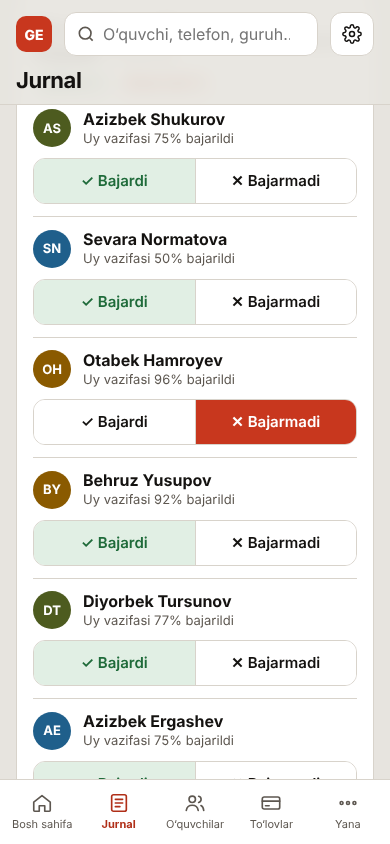 GE
O‘quvchi, telefon, guruh..
Jurnal
AS
Azizbek Shukurov
Uy vazifasi 75% bajarildi
✓ Bajardi
✕ Bajarmadi
SN
Sevara Normatova
Uy vazifasi 50% bajarildi
✓ Bajardi
✕ Bajarmadi
OH
Otabek Hamroyev
Uy vazifasi 96% bajarildi
✓ Bajardi
✕ Bajarmadi
BY
Behruz Yusupov
Uy vazifasi 92% bajarildi
✓ Bajardi
✕ Bajarmadi
DT
Diyorbek Tursunov
Uy vazifasi 77% bajarildi
✓ Bajardi
✕ Bajarmadi
AE
Azizbek Ergashev
Uy vazifasi 75% bajarildi
Bosh sahifa
Jurnal
O‘quvchilar
To‘lovlar
Yana